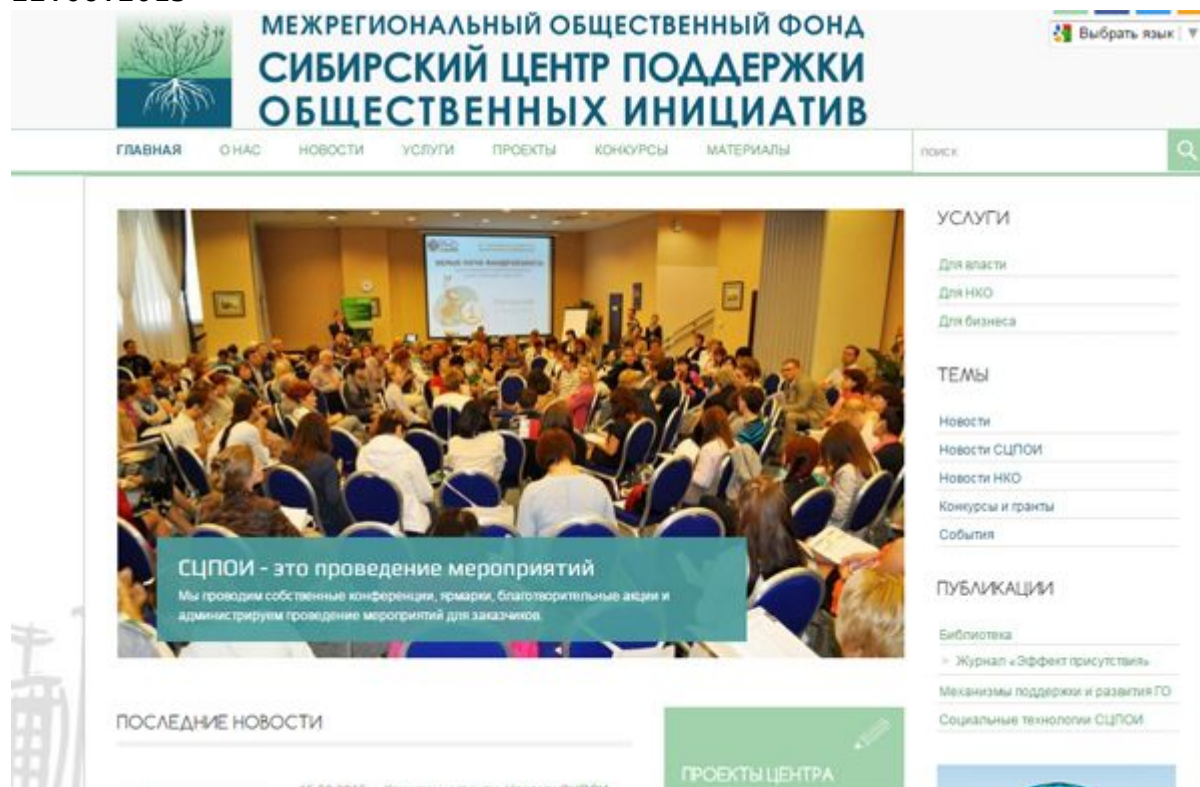 МЕЖРЕГИОНАЛЬНЫЙ ОБЩЕСТВЕННЫЙ ФОНД
СИБИРСКИЙ ЦЕНТР ПОДДЕРЖКИ
ОБЩЕСТВЕННЫХ ИНИЦИАТИВ
Выбрать язык ▼
ГЛАВНАЯ О НАС НОВОСТИ УСЛУГИ ПРОЕКТЫ КОНКУРСЫ МАТЕРИАЛЫ
ПОИСК
СЦПОИ - это проведение мероприятий
Мы проводим собственные конференции, ярмарки, благотворительные акции и
администрируем проведение мероприятий для заказчиков.
УСЛУГИ
Для власти
Для НКО
Для бизнеса
ТЕМЫ
Новости
Новости СЦПОИ
Новости НКО
Конкурсы и гранты
События
ПУБЛИКАЦИИ
Библиотека
Журнал «Эффект присутствия»
Механизмы поддержки и развития ГО
Социальные технологии СЦПОИ
ПОСЛЕДНИЕ НОВОСТИ
ПРОЕКТЫ ЦЕНТРА